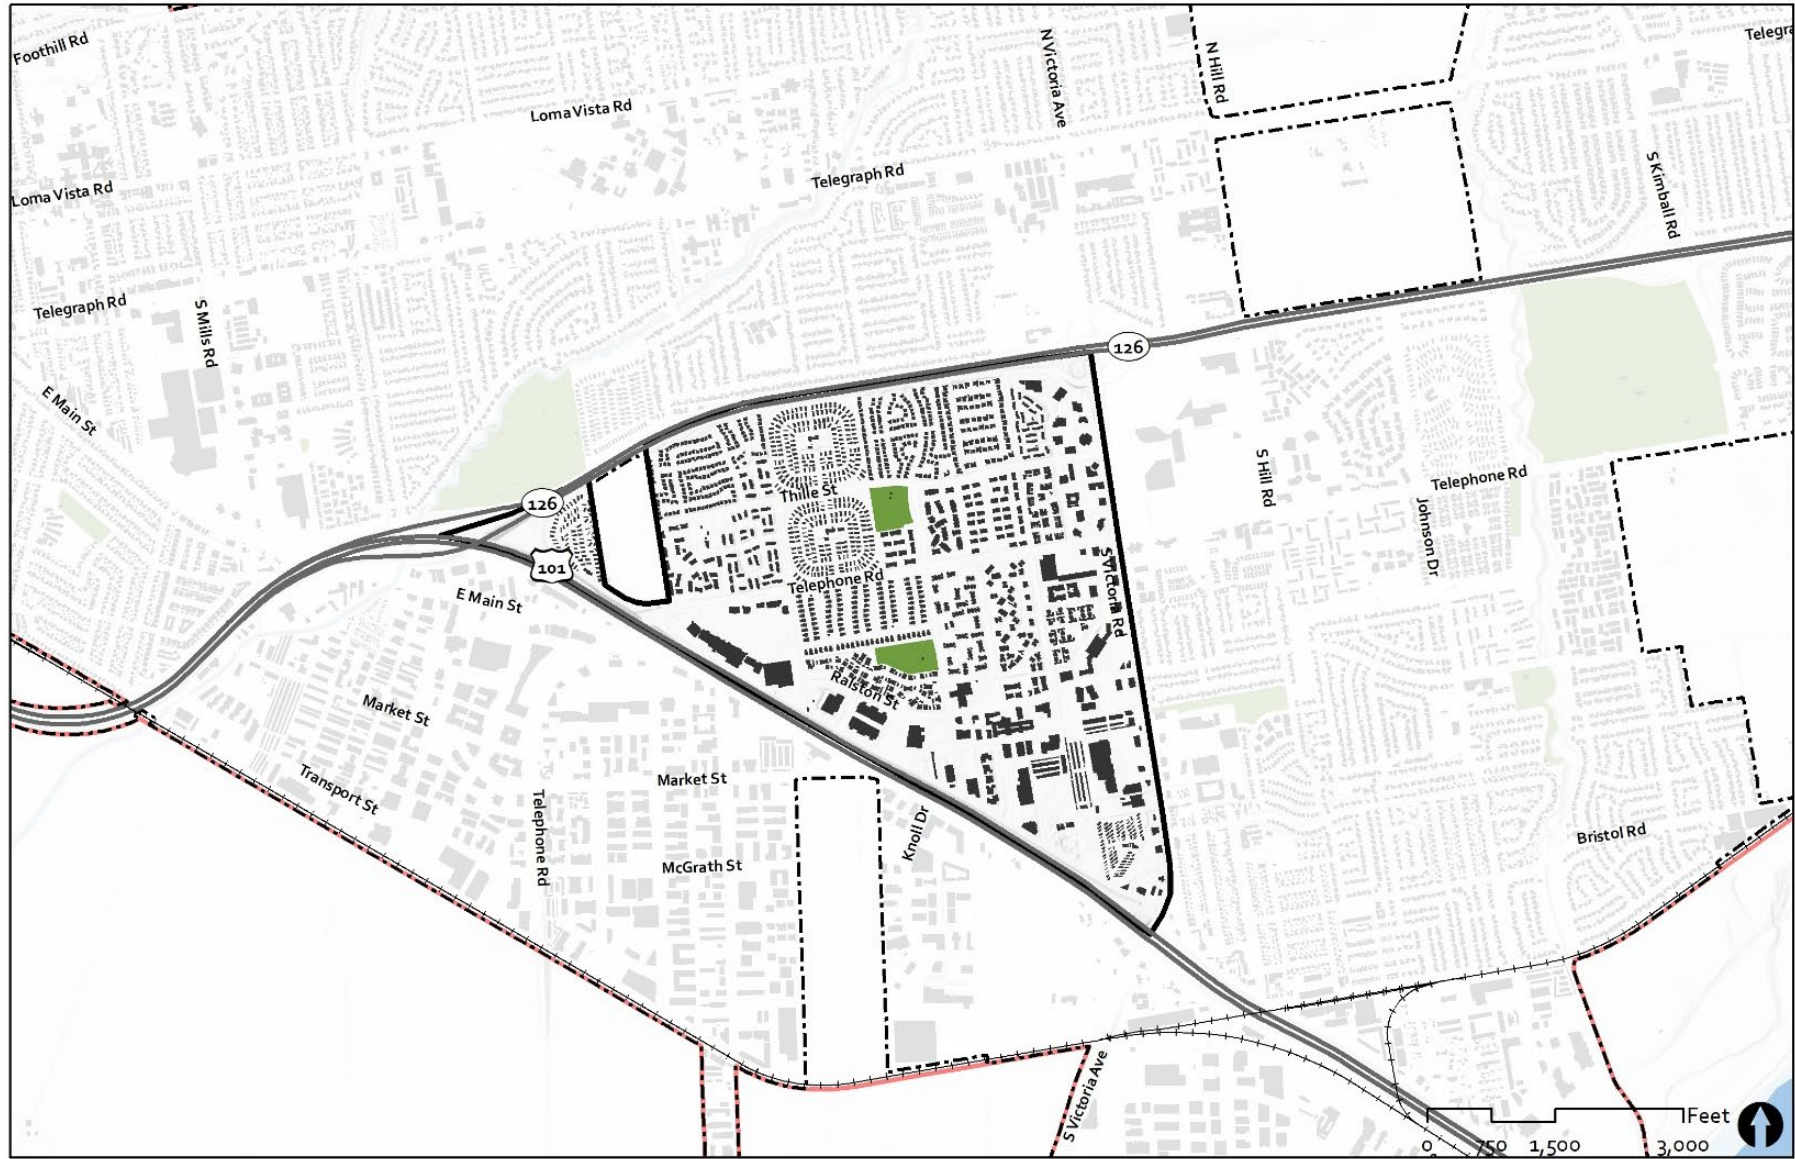 Foothill Rd
N Victoria Ave
N Hill Rd
Telegra
Loma Vista Rd
Loma Vista Rd
Telegraph Rd
S Kimball Rd
Telegraph Rd
S Mills Rd
126
E Main St
S Hill Rd
Telephone Rd
Thille St
126
Johnson Dr
101
Telephone Rd
S Victoria Rd
E Main St
Ralston St
Market St
Market St
Transport St
Telephone Rd
Knoll Dr
McGrath St
Bristol Rd
S Victoria Ave
Feet
0 750 1,500 3,000